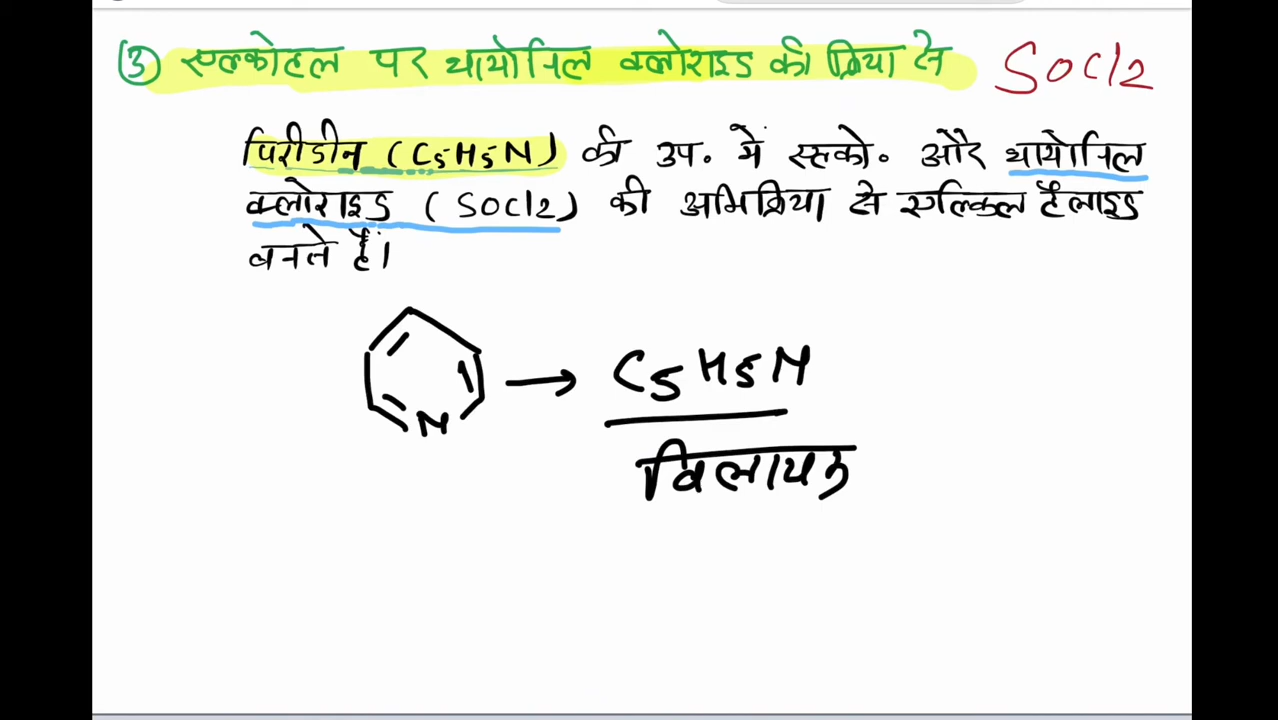 ③ एल्कोहल पर थायोनिल क्लोराइड की क्रिया से SOCl2
पिरीडीन (C5H5N) की उप. में एल्को. और थायोनिल
क्लोराइड (SOCl2) की अभिक्रिया से एल्किल हैलाइड
बनते हैं।
N → C5H5N
विलायक